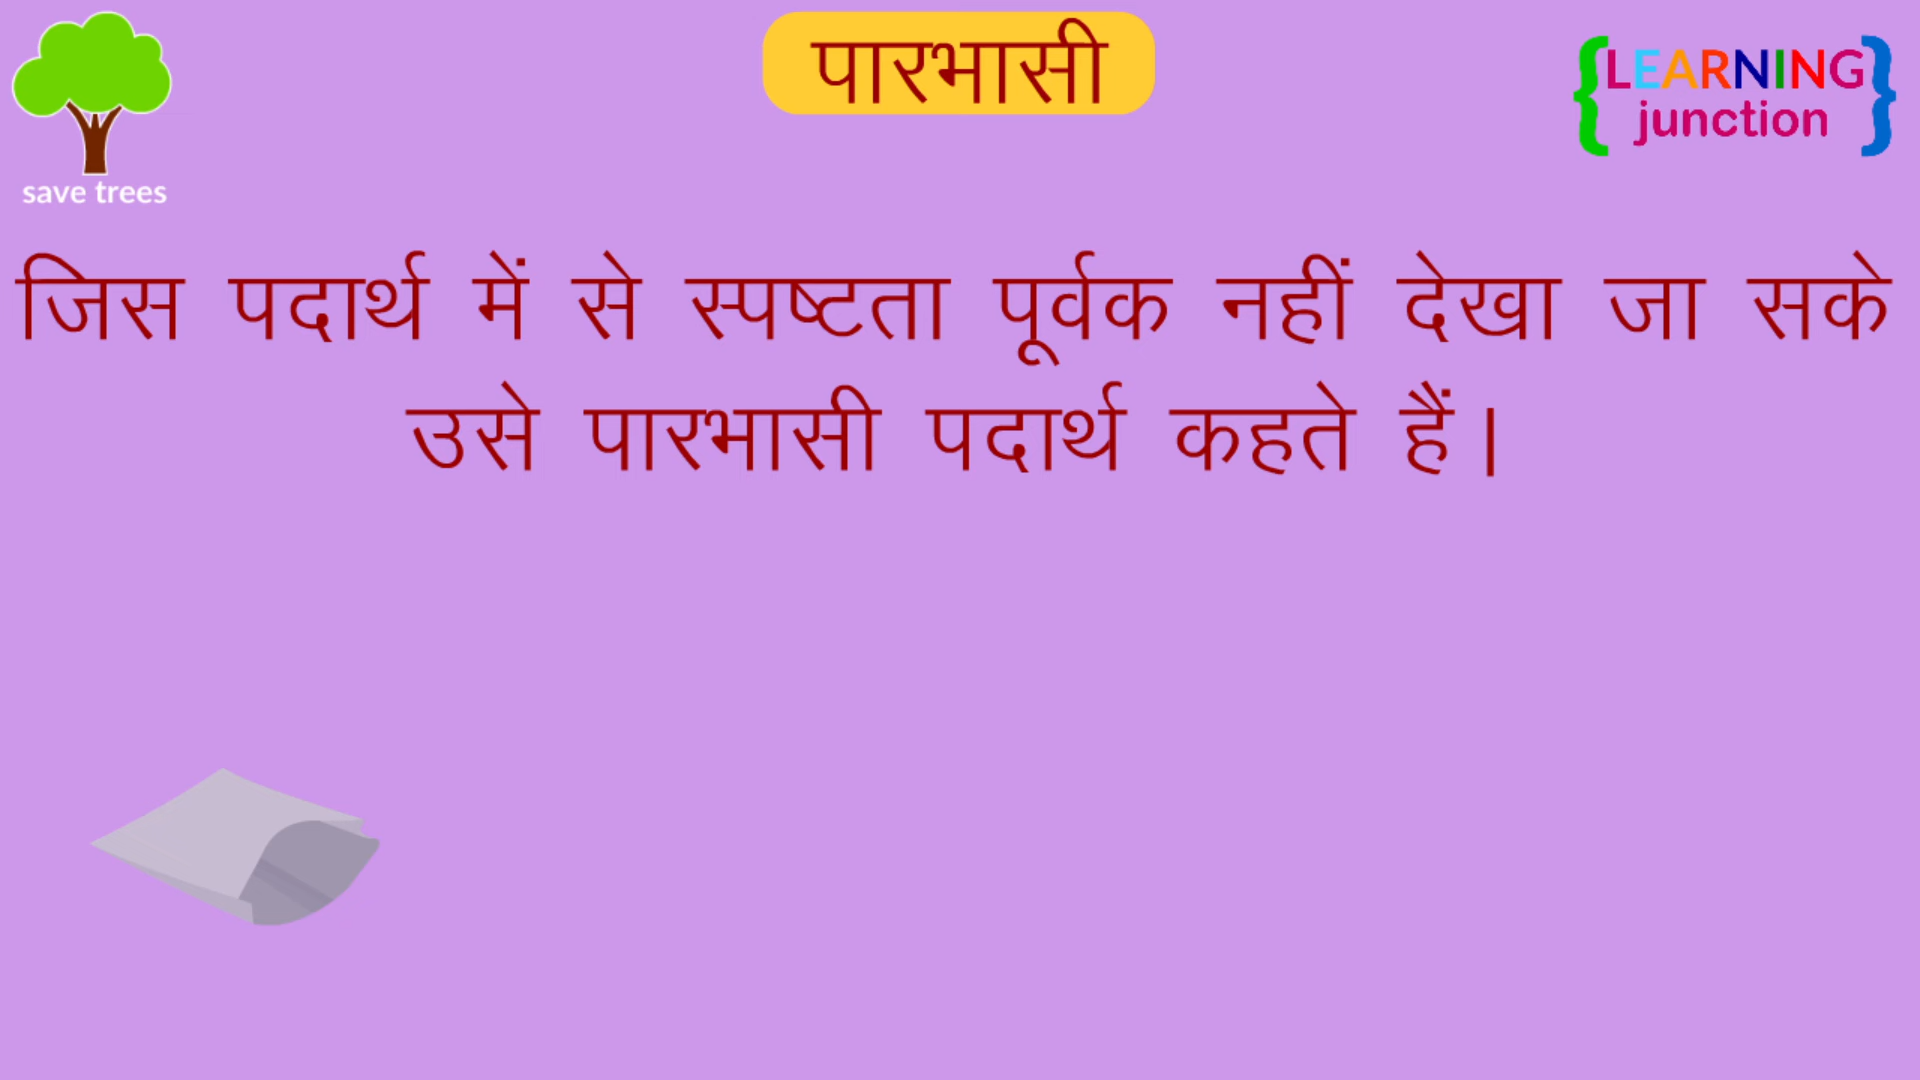 पारभासी
LEARNING
junction
save trees
जिस पदार्थ में से स्पष्टता पूर्वक नहीं देखा जा सके
उसे पारभासी पदार्थ कहते हैं |